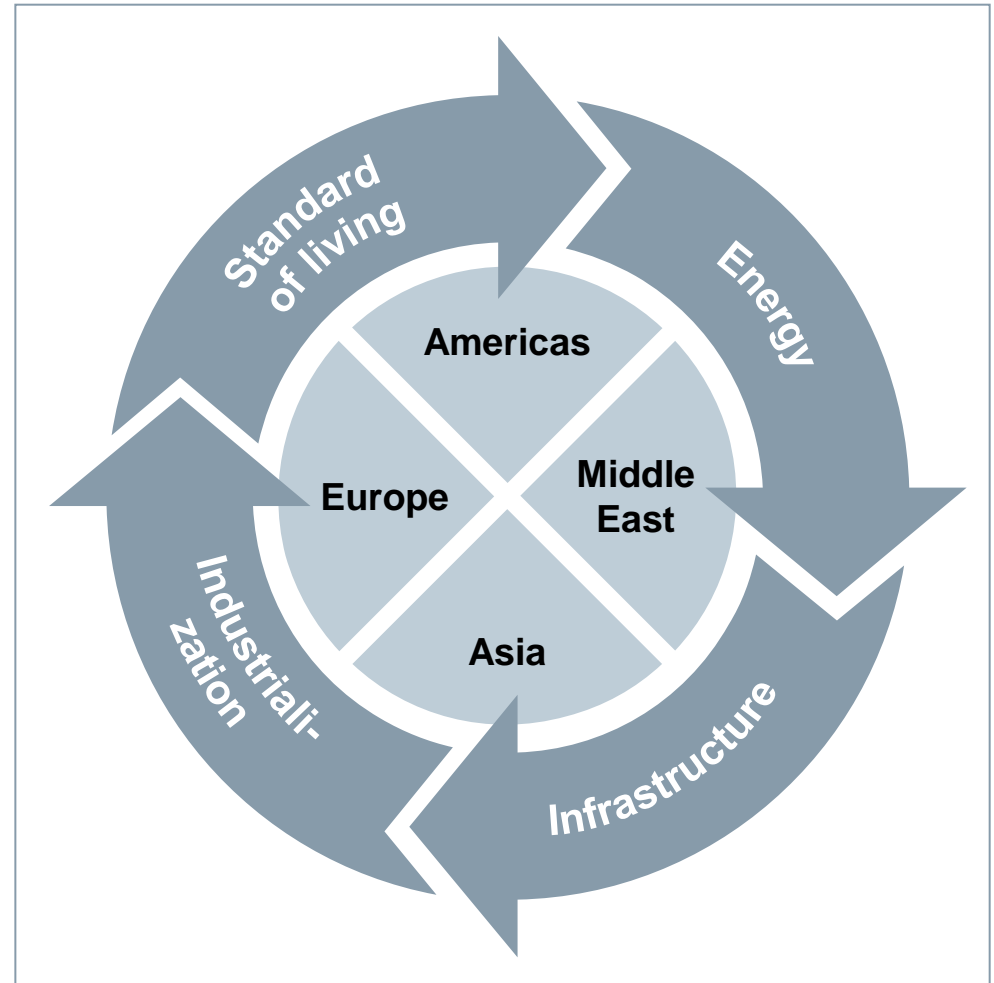 Standard
of living
Energy
Americas
Europe
Middle
East
Asia
Industriali-
zation
Infrastructure